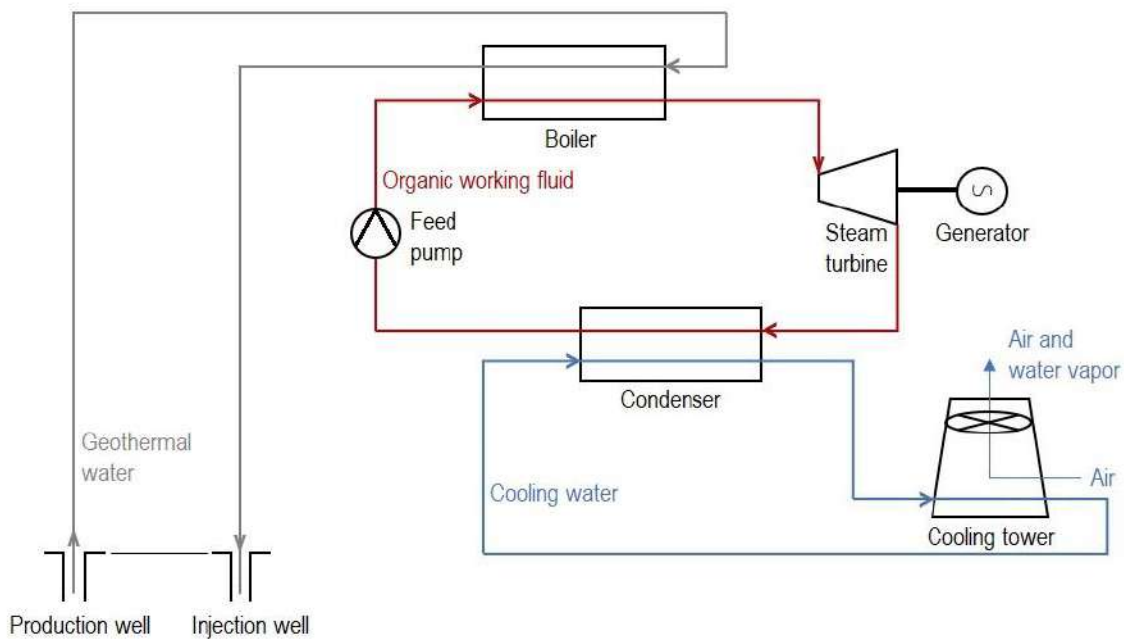 Boiler
Organic working fluid
Feed
pump
Steam
turbine
S
Generator
Air and
water vapor
Condenser
Geothermal
water
Cooling water
Air
Cooling tower
Production well
Injection well